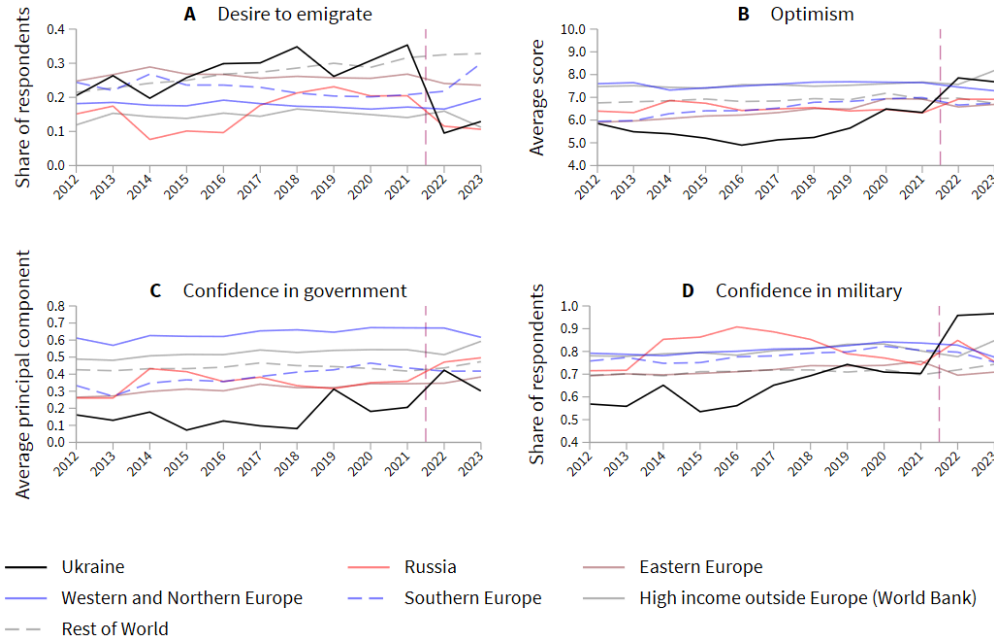 A Desire to emigrate
Share of respondents
0.4
0.3
0.2
0.1
0.0
2012 2013 2014 2015 2016 2017 2018 2019 2020 2021 2022 2023
B Optimism
Average score
10.0
9.0
8.0
7.0
6.0
5.0
4.0
2012 2013 2014 2015 2016 2017 2018 2019 2020 2021 2022 2023
C Confidence in government
Average principal component
0.8
0.7
0.6
0.5
0.4
0.3
0.2
0.1
0.0
2012 2013 2014 2015 2016 2017 2018 2019 2020 2021 2022 2023
D Confidence in military
Share of respondents
1.0
0.9
0.8
0.7
0.6
0.5
0.4
2012 2013 2014 2015 2016 2017 2018 2019 2020 2021 2022 2023
Ukraine
Russia
Eastern Europe
Western and Northern Europe
Southern Europe
High income outside Europe (World Bank)
Rest of World